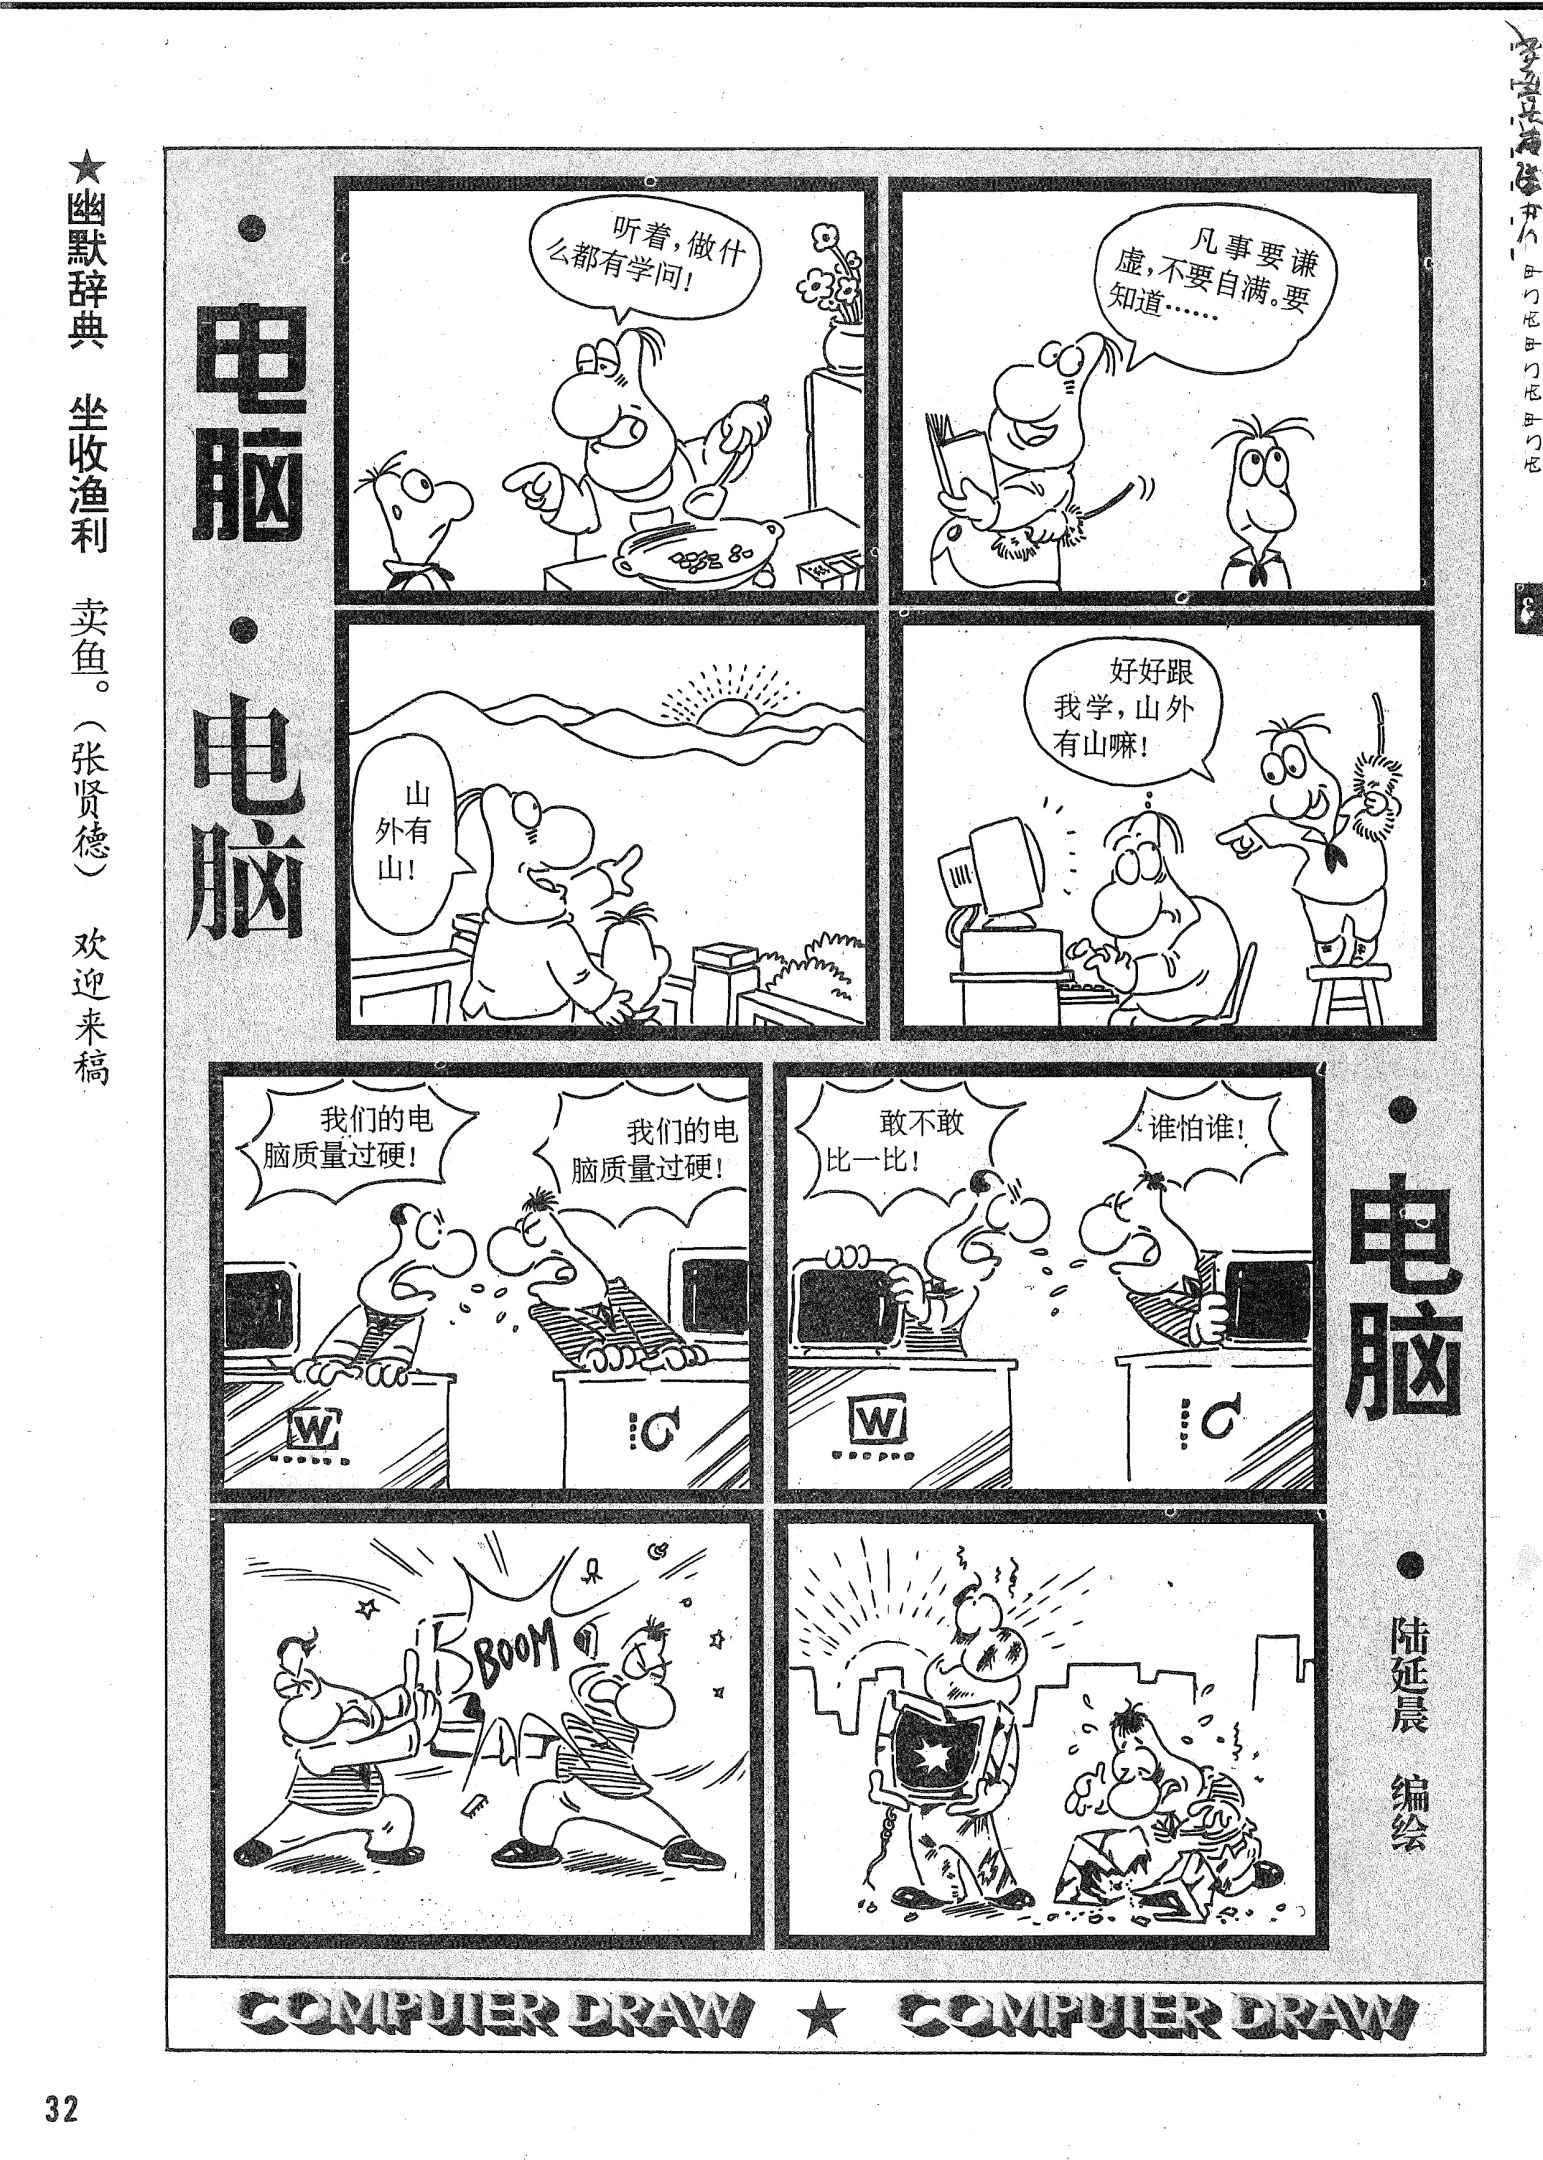 ★幽默辞典 坐收渔利 卖鱼。(张贤德) 欢迎来稿
·电脑·电脑
听着,做什
么都有学问!
凡事要谦
虚,不要自满。要
知道……
山
外有
山!
好好跟
我学,山外
有山嘛!
我们的电
脑质量过硬!
我们的电
脑质量过硬!
W
C
敢不敢
比一比!
谁怕谁!
W
C
BOOM
·电脑·陆延晨 编绘
COMPUTER DRAW ★ COMPUTER DRAW
32